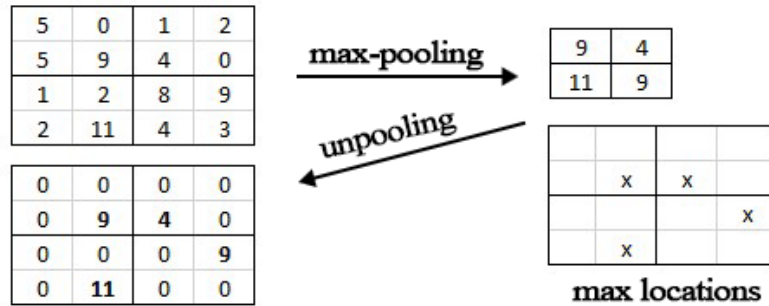 5 0 1 2
5 9 4 0
1 2 8 9
2 11 4 3
max-pooling
9 4
11 9
unpooling
x x
x
x
max locations
0 0 0 0
0 9 4 0
0 0 0 9
0 11 0 0